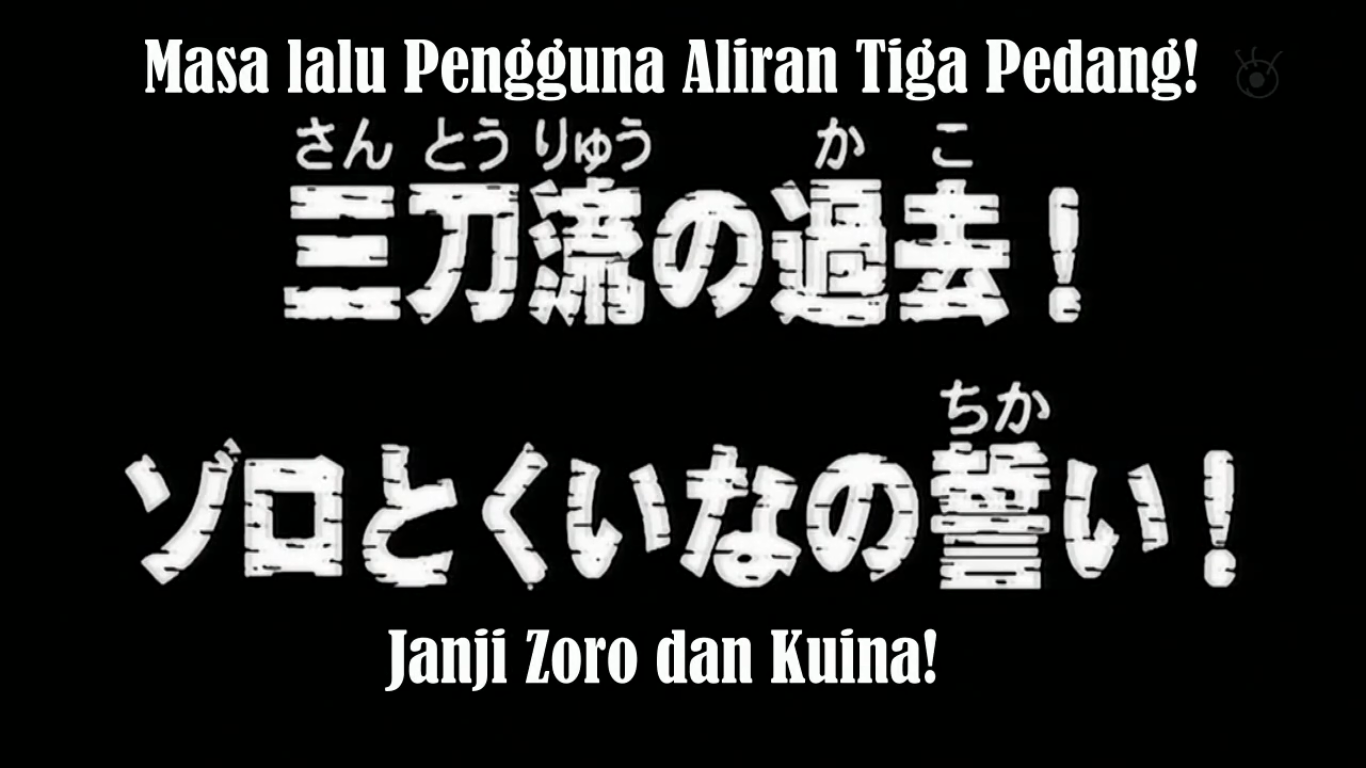 Masa lalu Pengguna Aliran Tiga Pedang!
さんとうりゅう かこ
三刀流の過去！
ちか
ゾロとくいなの誓い！
Janji Zoro dan Kuina!